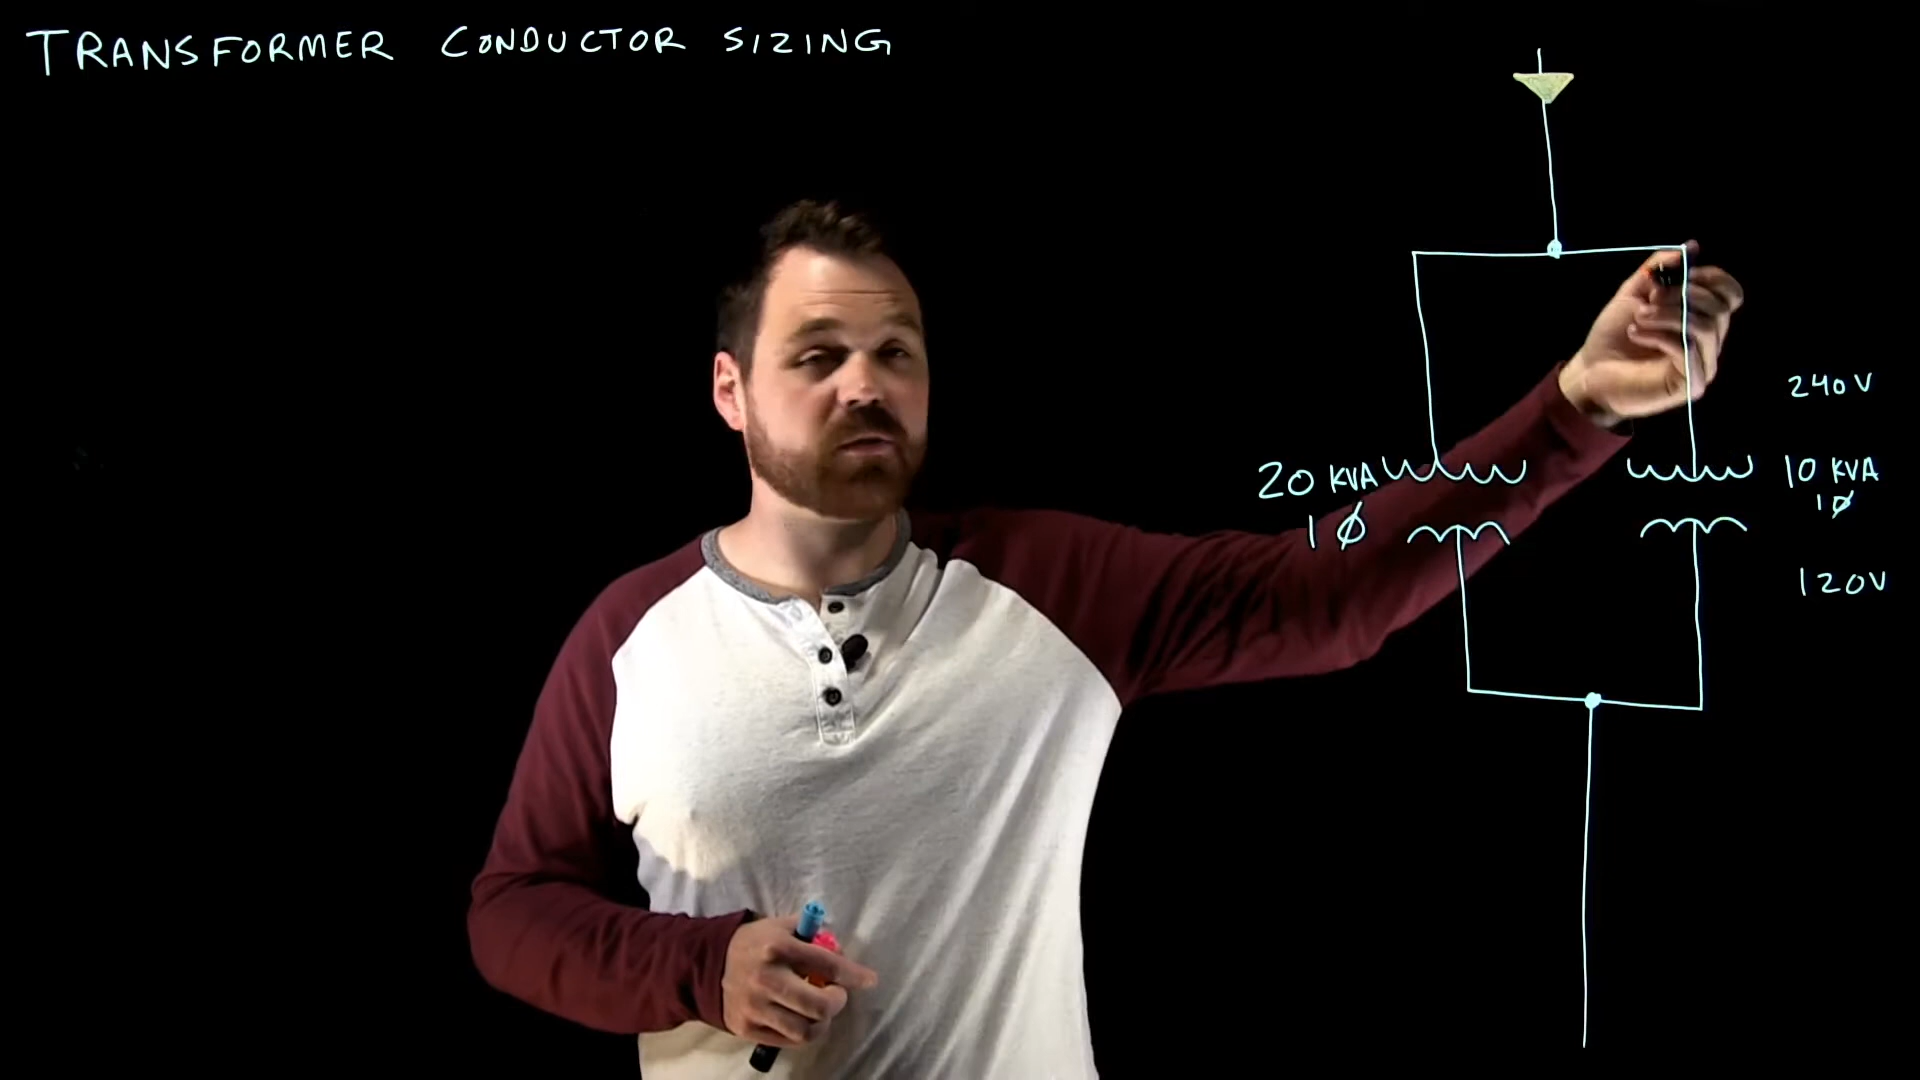 TRANSFORMER CONDUCTOR SIZING
240V
20 KVA
1Ø
10 KVA
1Ø
120V